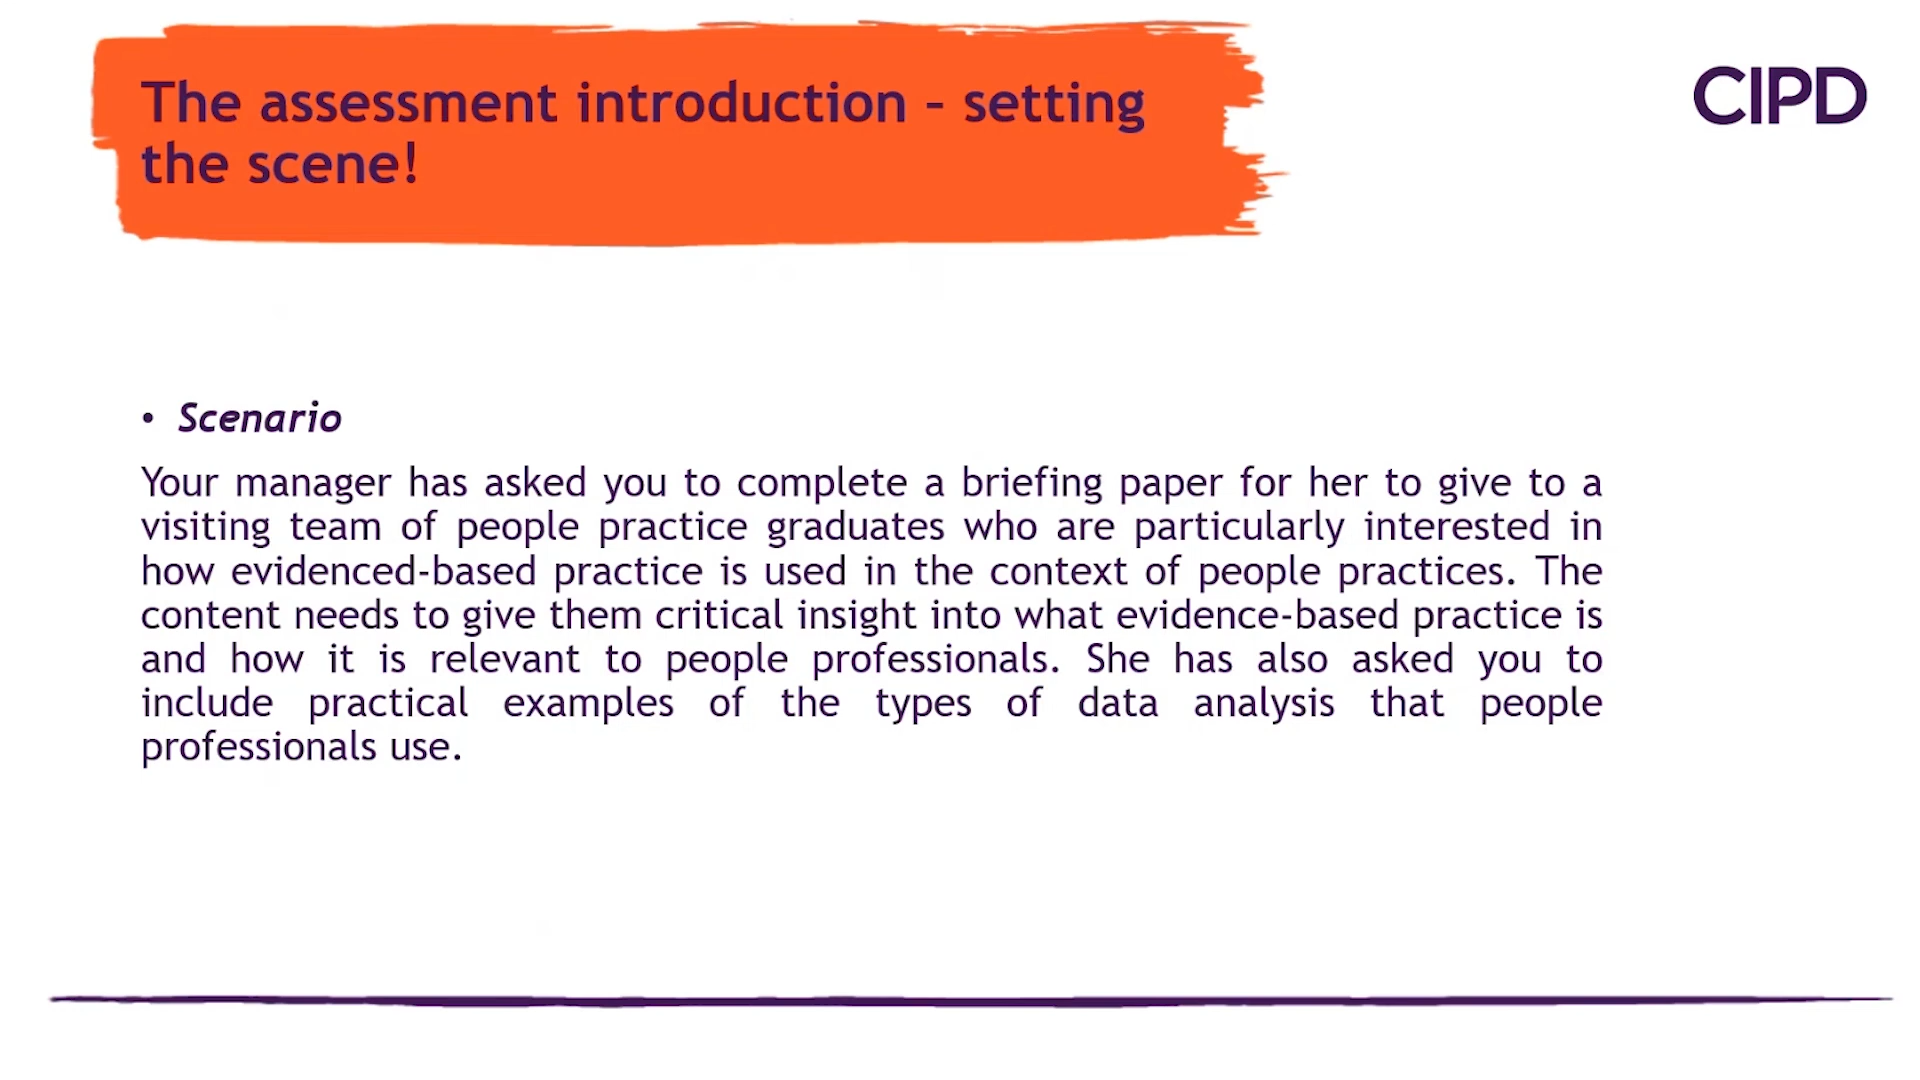 The assessment introduction – setting
the scene!
CIPD
• Scenario
Your manager has asked you to complete a briefing paper for her to give to a
visiting team of people practice graduates who are particularly interested in
how evidenced-based practice is used in the context of people practices. The
content needs to give them critical insight into what evidence-based practice is
and how it is relevant to people professionals. She has also asked you to
include practical examples of the types of data analysis that people
professionals use.